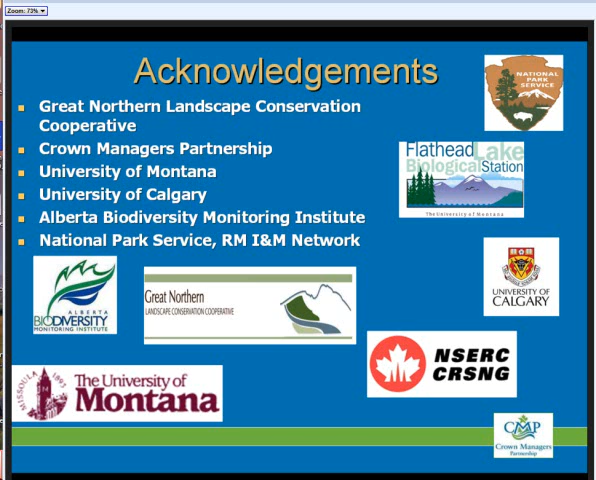 Zoom: 73%
Acknowledgements
Great Northern Landscape Conservation
Cooperative
Crown Managers Partnership
University of Montana
University of Calgary
Alberta Biodiversity Monitoring Institute
National Park Service, RM I&M Network
NATIONAL
PARK
SERVICE
Flathead Lake
Biological Station
The University of Montana
UNIVERSITY OF
CALGARY
ALBERTA
BIODIVERSITY
MONITORING INSTITUTE
Great Northern
LANDSCAPE CONSERVATION COOPERATIVE
NSERC
CRSNG
MISSOULA 1893
The University of
Montana
CMP
Crown Managers
Partnership